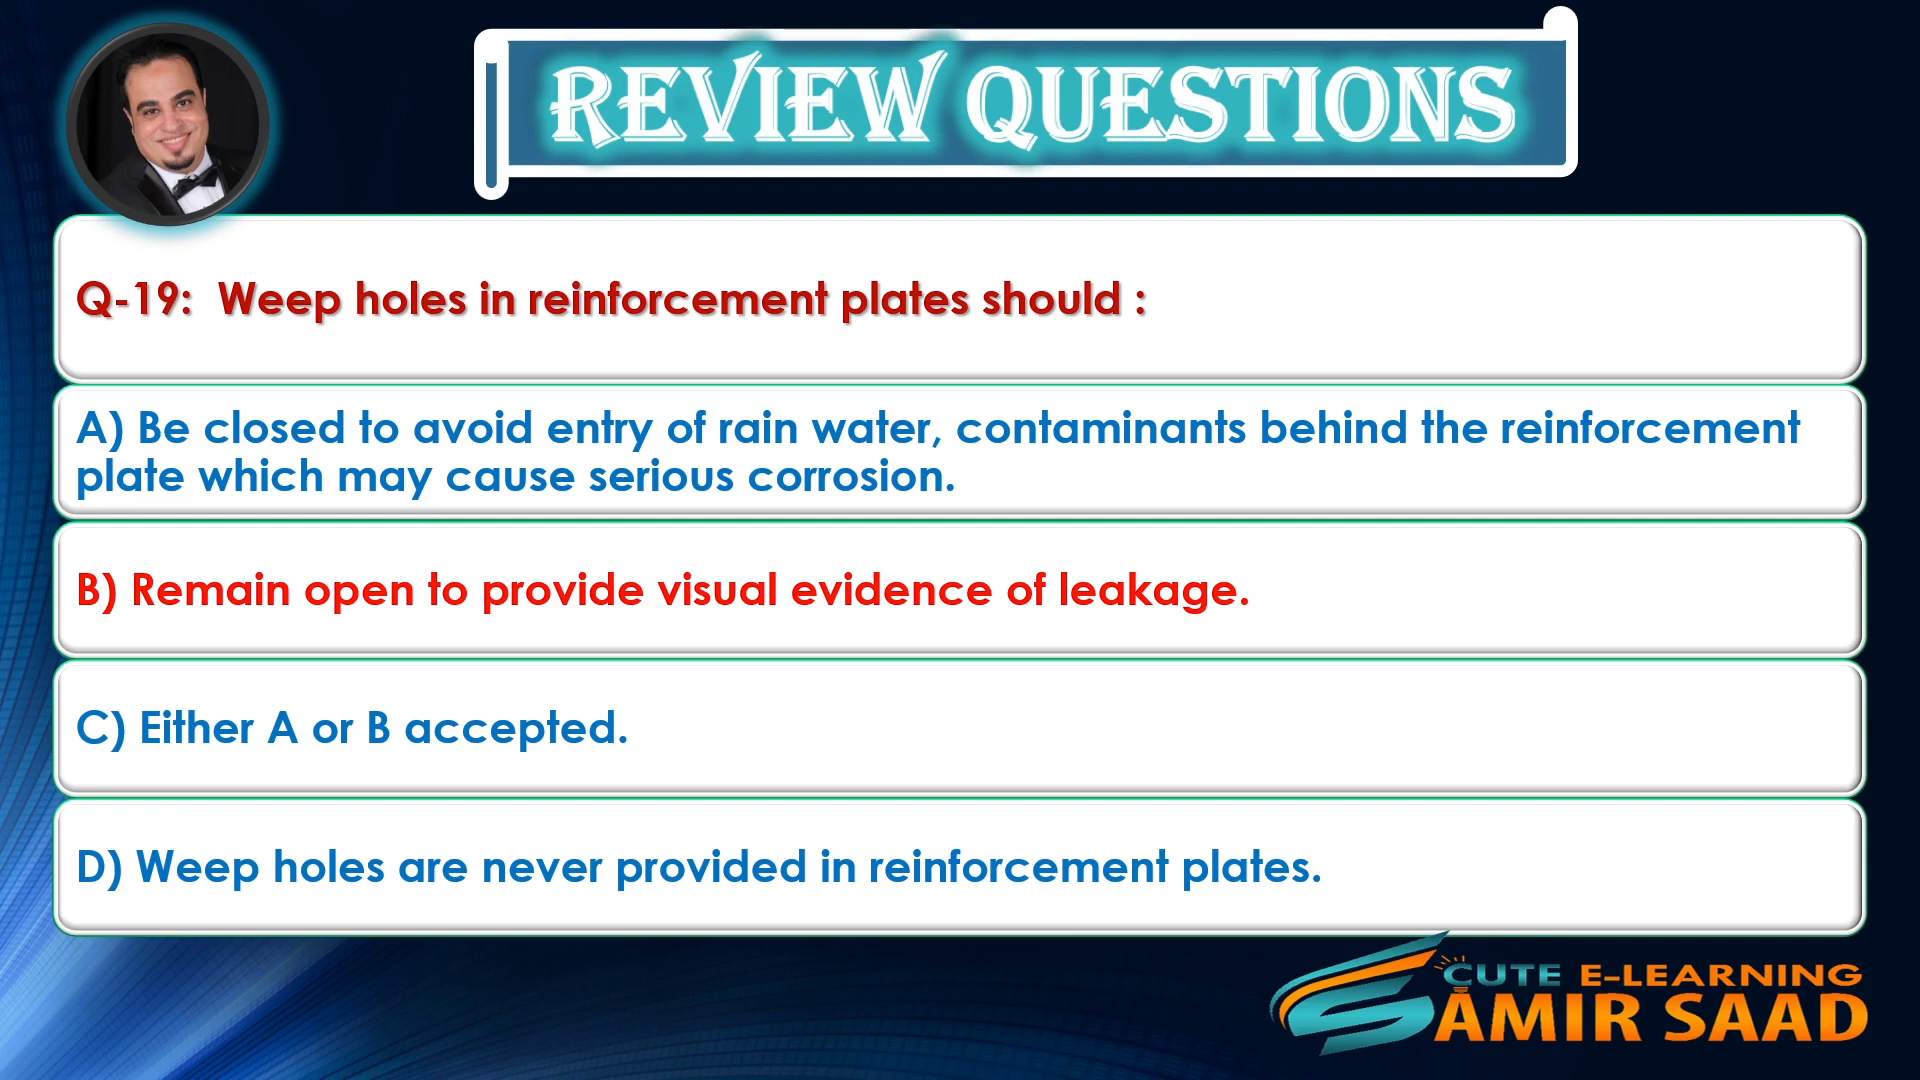 REVIEW QUESTIONS
Q-19: Weep holes in reinforcement plates should :
A) Be closed to avoid entry of rain water, contaminants behind the reinforcement
plate which may cause serious corrosion.
B) Remain open to provide visual evidence of leakage.
C) Either A or B accepted.
D) Weep holes are never provided in reinforcement plates.
CUTE E-LEARNING
AMIR SAAD